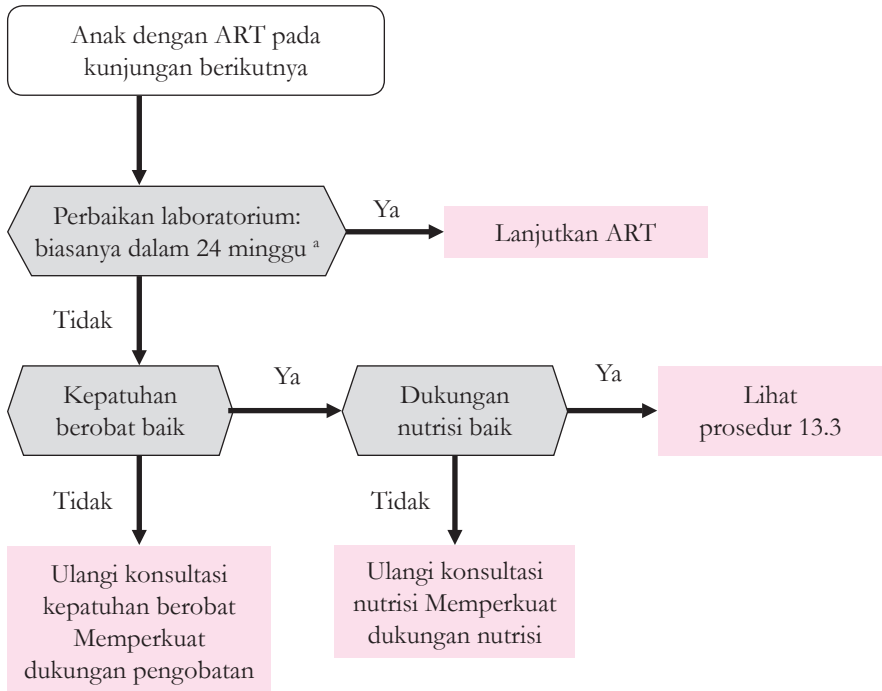 Anak dengan ART pada
kunjungan berikutnya
Perbaikan laboratorium:
biasanya dalam 24 minggu ᵃ
Ya
Lanjutkan ART
Tidak
Kepatuhan
berobat baik
Ya
Dukungan
nutrisi baik
Ya
Lihat
prosedur 13.3
Tidak
Tidak
Ulangi konsultasi
kepatuhan berobat
Memperkuat
dukungan pengobatan
Ulangi konsultasi
nutrisi Memperkuat
dukungan nutrisi